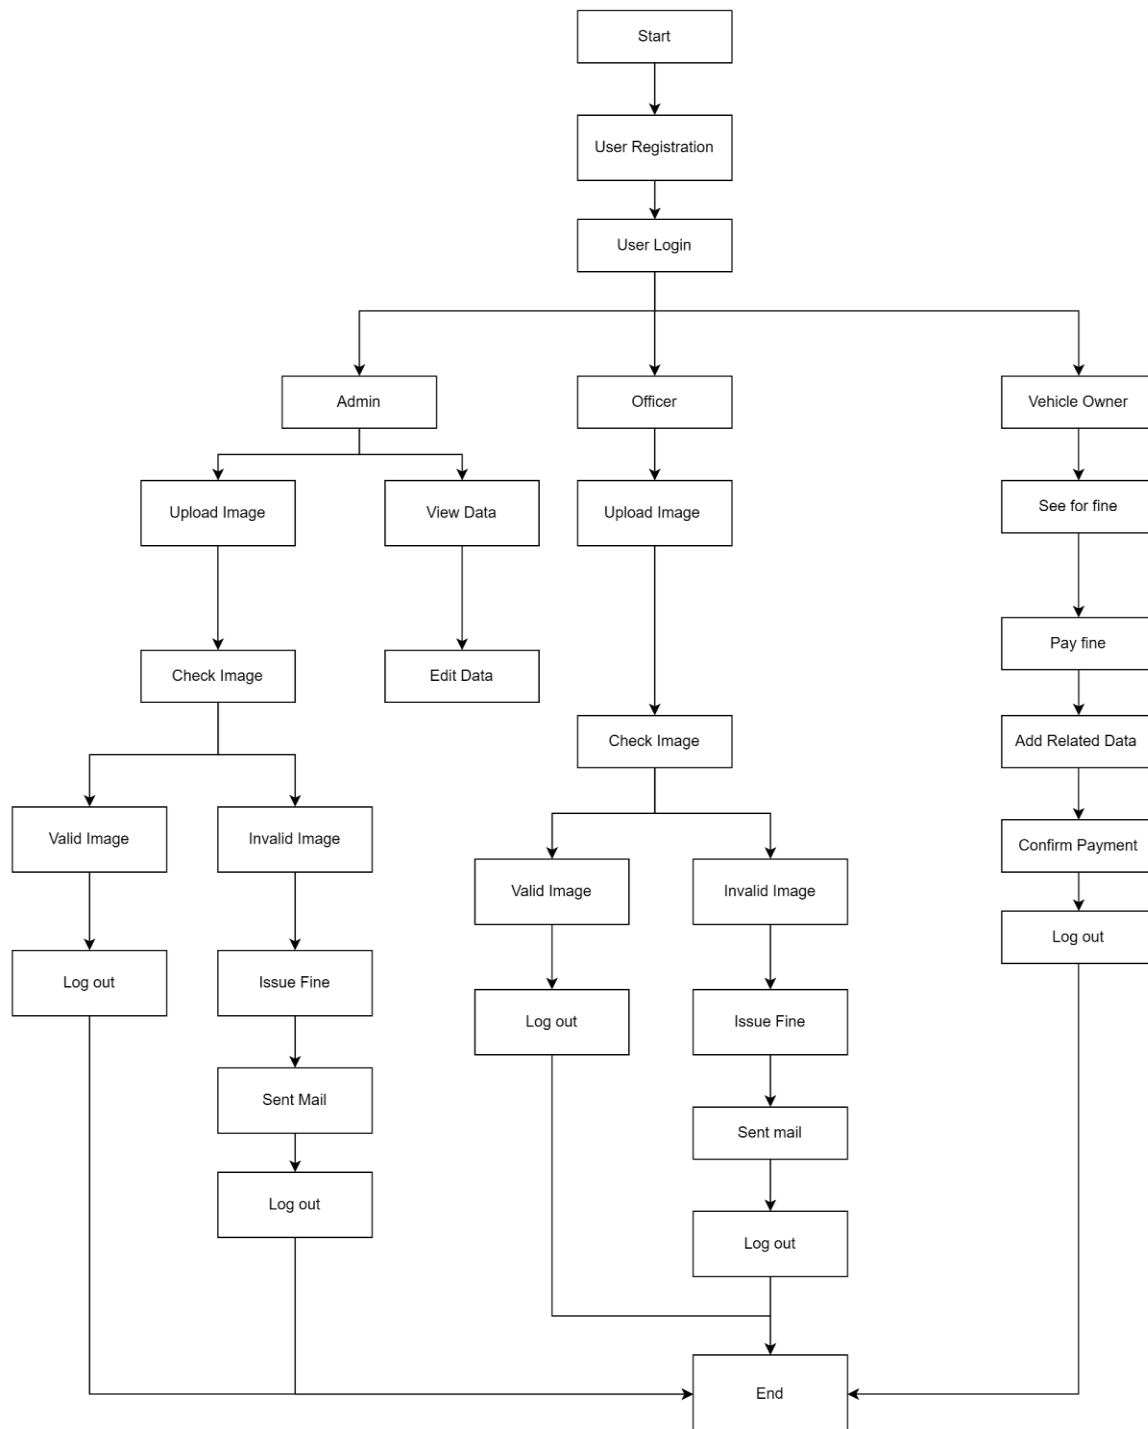 Start
User Registration
User Login
Admin
Officer
Vehicle Owner
Upload Image
View Data
Upload Image
See for fine
Pay fine
Check Image
Edit Data
Check Image
Add Related Data
Valid Image
Invalid Image
Confirm Payment
Valid Image
Invalid Image
Log out
Log out
Issue Fine
Log out
Issue Fine
Sent Mail
Sent mail
Log out
Log out
End